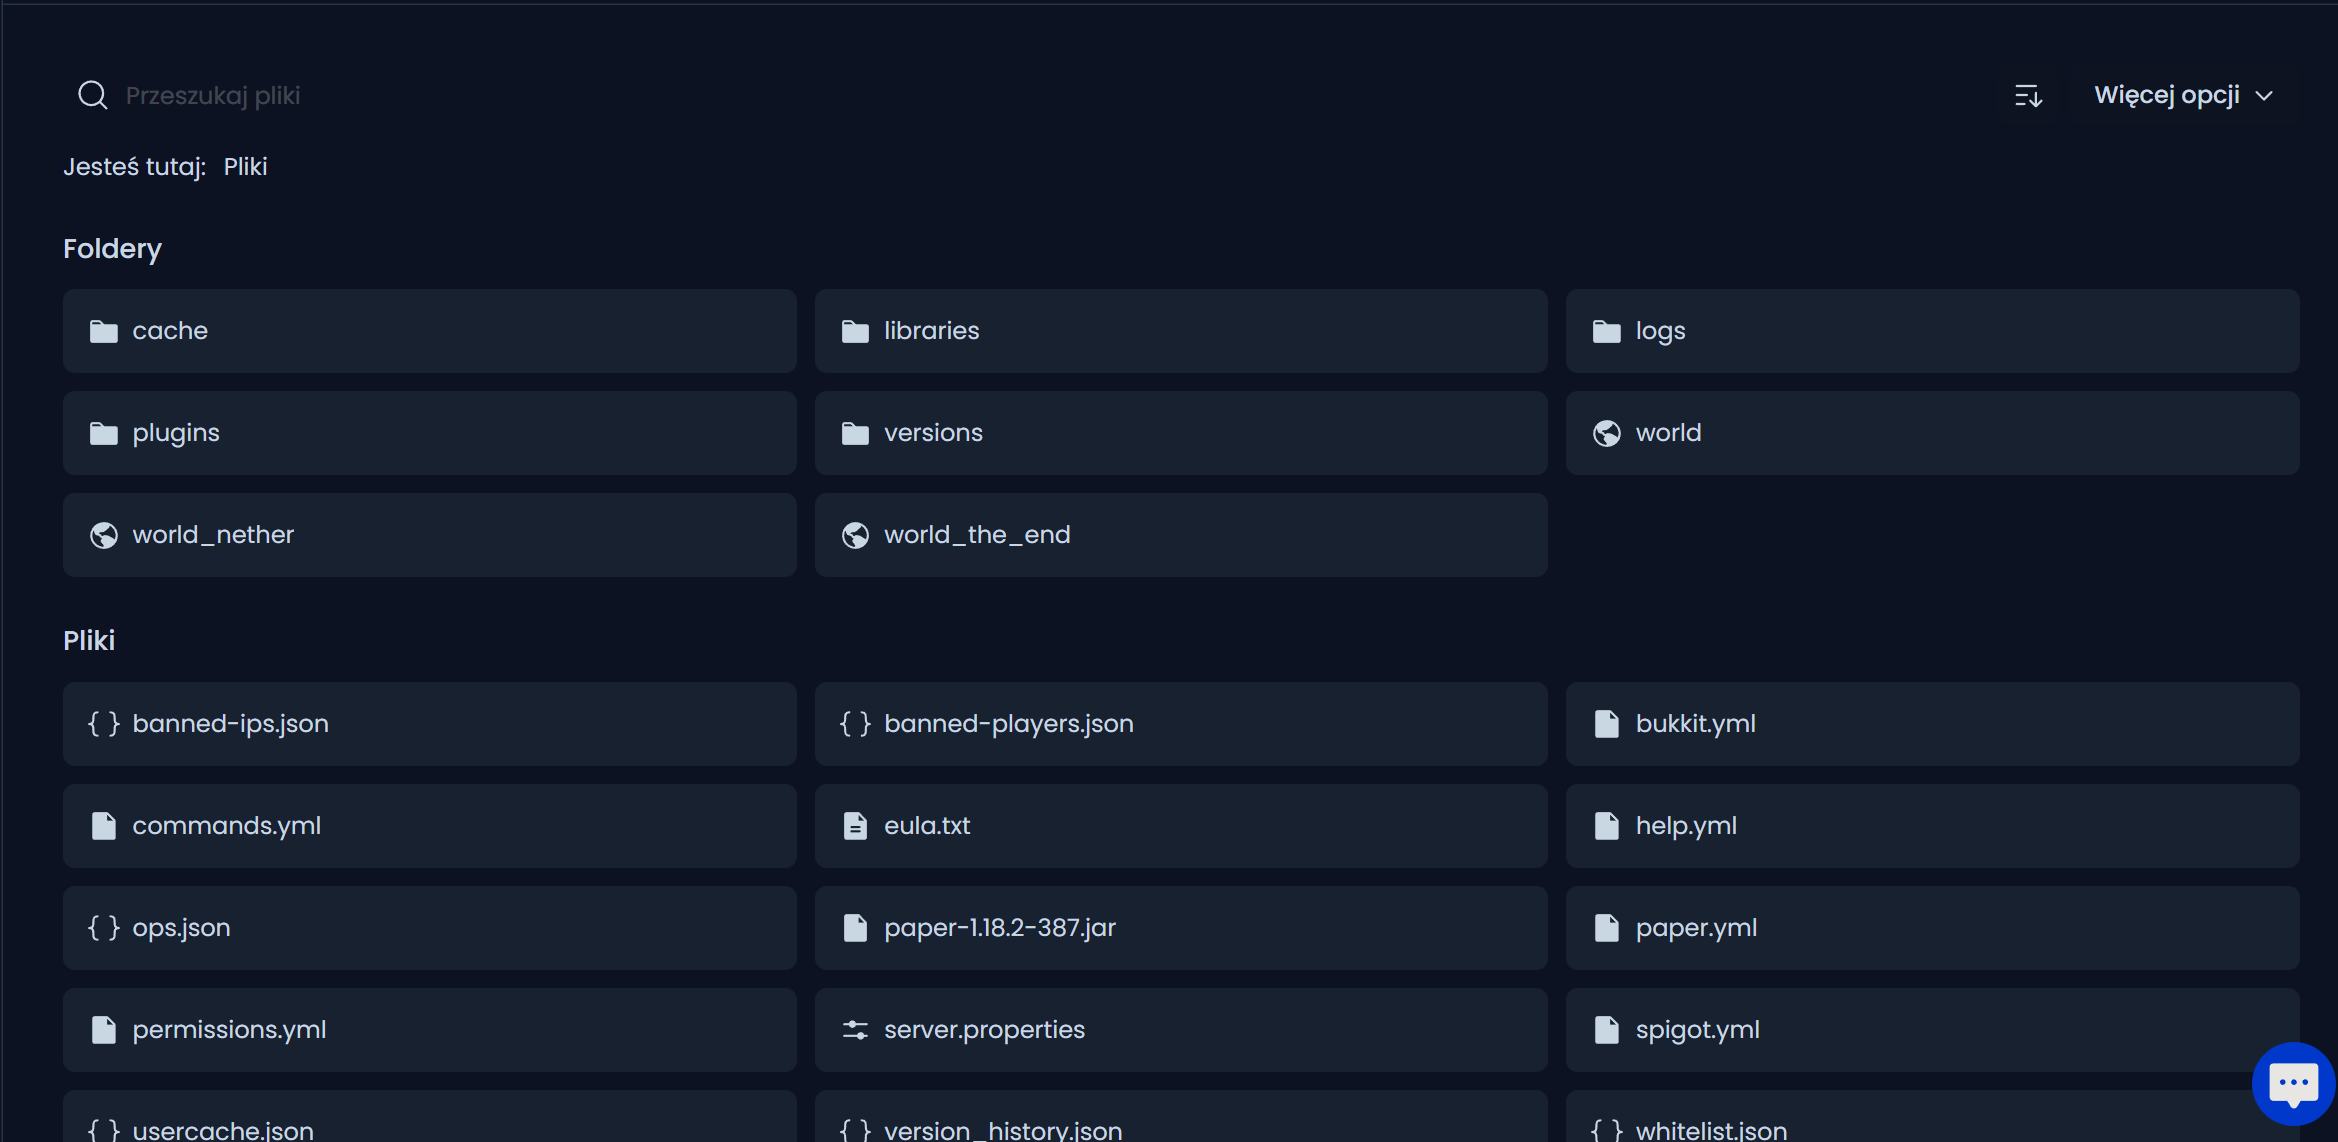 Przeszukaj pliki
Więcej opcji
Jesteś tutaj: Pliki
Foldery
cache
libraries
logs
plugins
versions
world
world_nether
world_the_end
Pliki
banned-ips.json
banned-players.json
bukkit.yml
commands.yml
eula.txt
help.yml
ops.json
paper-1.18.2-387.jar
paper.yml
permissions.yml
server.properties
spigot.yml
usercache.json
version_history.json
whitelist.json